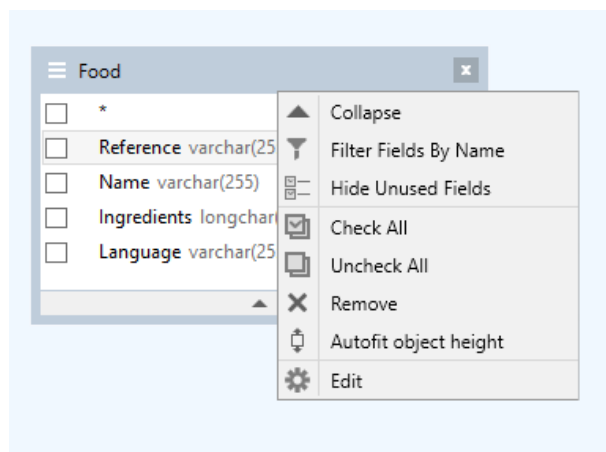 Food
*
Reference varchar(25
Name varchar(255)
Ingredients longchar(
Language varchar(25
Collapse
Filter Fields By Name
Hide Unused Fields
Check All
Uncheck All
Remove
Autofit object height
Edit